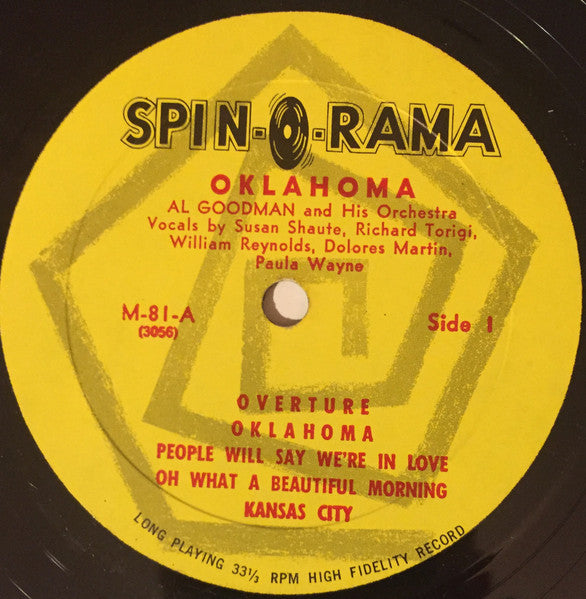 SPIN-O-RAMA
OKLAHOMA
AL GOODMAN and His Orchestra
Vocals by Susan Shaute, Richard Torigi,
William Reynolds, Dolores Martin,
Paula Wayne
M-81-A
(3056)
Side 1
OVERTURE
OKLAHOMA
PEOPLE WILL SAY WE'RE IN LOVE
OH WHAT A BEAUTIFUL MORNING
KANSAS CITY
LONG PLAYING 33⅓ RPM HIGH FIDELITY RECORD